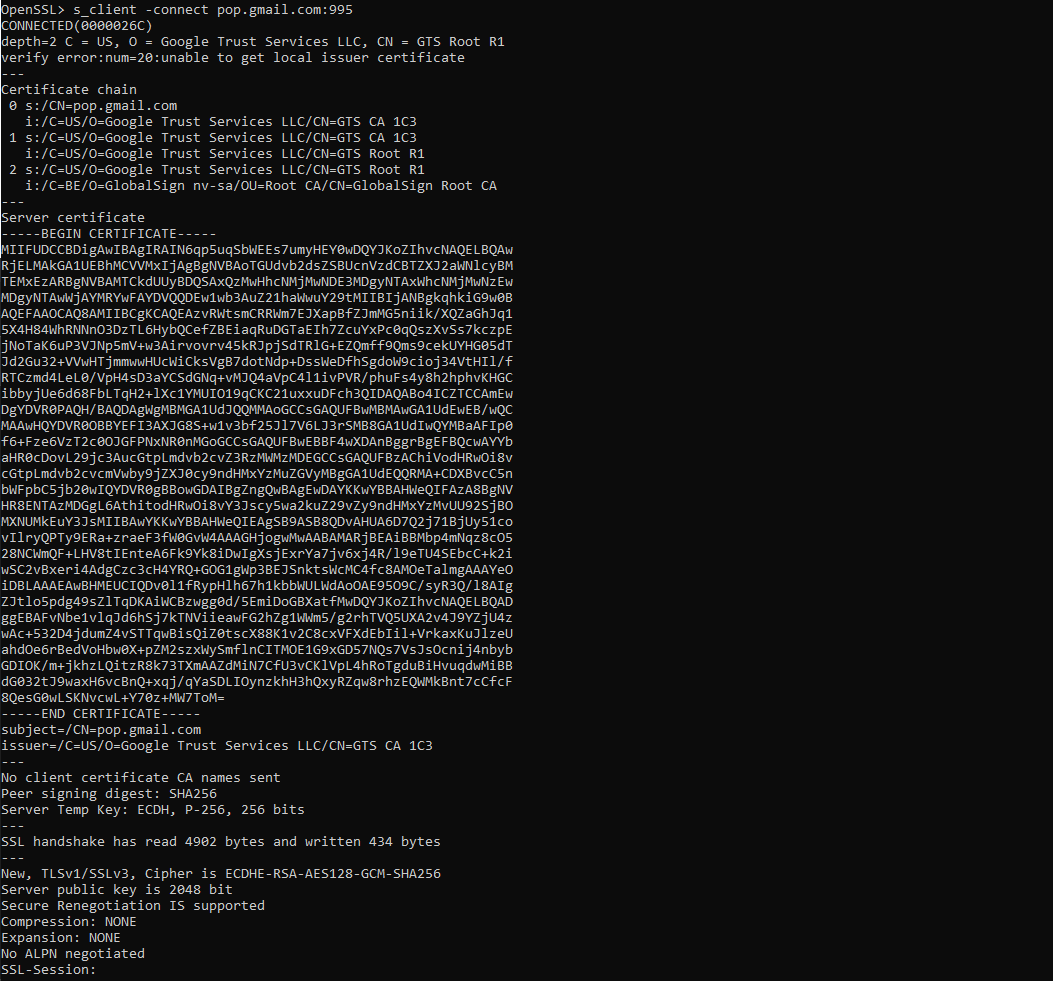 OpenSSL> s_client -connect pop.gmail.com:995
CONNECTED(0000026C)
depth=2 C = US, O = Google Trust Services LLC, CN = GTS Root R1
verify error:num=20:unable to get local issuer certificate
---
Certificate chain
 0 s:/CN=pop.gmail.com
   i:/C=US/O=Google Trust Services LLC/CN=GTS CA 1C3
 1 s:/C=US/O=Google Trust Services LLC/CN=GTS CA 1C3
   i:/C=US/O=Google Trust Services LLC/CN=GTS Root R1
 2 s:/C=US/O=Google Trust Services LLC/CN=GTS Root R1
   i:/C=BE/O=GlobalSign nv-sa/OU=Root CA/CN=GlobalSign Root CA
---
Server certificate
-----BEGIN CERTIFICATE-----
MIIFUDCCBDigAwIBAgIRAIN6qp5uqSbWEEs7umyHEY0wDQYJKoZIhvcNAQELBQAw
RjELMAkGA1UEBhMCVVMxIjAgBgNVBAoTGUdvb2dsZSBUcnVzdCBTZXJ2aWNlcyBM
TEMxEzARBgNVBAMTCkdUUyBDQSAxQzMwHhcNMjMwNDE3MDgyNTAxWhcNMjMwNzEw
MDgyNTAwWjAYMRYwFAYDVQQDEw1wb3AuZ21haWwuY29tMIIBIjANBgkqhkiG9w0B
AQEFAAOCAQ8AMIIBCgKCAQEAzvRWtsmCRRWm7EJXapBfZJmMG5niik/XQZaGhJq1
5X4H84WhRNNnO3DzTL6HybQCefZBEiaqRuDGTaEIh7ZcuYxPc0qQszXvSs7kczpE
jNoTaK6uP3VJNp5mV+w3Airvovrv45kRJpjSdTRlG+EZQmff9Qms9cekUYHG05dT
Jd2Gu32+VVwHTjmmwwHUcWiCksVgB7dotNdp+DssWeDfhSgdoW9cioj34VtHIl/f
RTCzmd4LeL0/VpH4sD3aYCSdGNq+vMJQ4aVpC4l1ivPVR/phuFs4y8h2hphvKHGC
ibbyjUe6d68FbLTqH2+lXc1YMUIO19qCKC21uxxuDFch3QIDAQABo4ICZTCCAmEw
DgYDVR0PAQH/BAQDAgWgMBMGA1UdJQQMMAoGCCsGAQUFBwMBMAwGA1UdEwEB/wQC
MAAwHQYDVR0OBBYEFI3AXJG8S+w1v3bf25Jl7V6LJ3rSMB8GA1UdIwQYMBaAFIp0
f6+Fze6VzT2c0OJGFPNxNR0nMGoGCCsGAQUFBwEBBF4wXDAnBggrBgEFBQcwAYYb
aHR0cDovL29jc3AucGtpLmdvb2cvZ3RzMWMzMDEGCCsGAQUFBzAChiVodHRwOi8v
cGtpLmdvb2cvcmVwby9jZXJ0cy9ndHMxYzMuZGVyMBgGA1UdEQQRMA+CDXBvcC5n
bWFpbC5jb20wIQYDVR0gBBowGDAIBgZngQwBAgEwDAYKKwYBBAHWeQIFAzA8BgNV
HR8ENTAzMDGgL6AthitodHRwOi8vY3Jscy5wa2kuZ29vZy9ndHMxYzMvUU92SjBO
MXNUMkEuY3JsMIIBAwYKKwYBBAHWeQIEAgSB9ASB8QDvAHUA6D7Q2j71BjUy51co
vIlryQPTy9ERa+zraeF3fW0GvW4AAAGHjogwMwAABAMARjBEAiBBMbp4mNqz8cO5
28NCWmQF+LHV8tIEnteA6Fk9Yk8iDwIgXsjExrYa7jv6xj4R/l9eTU4SEbcC+k2i
wSC2vBxeri4AdgCzc3cH4YRQ+GOG1gWp3BEJSnktsWcMC4fc8AMOeTalmgAAAYeO
iDBLAAAEAwBHMEUCIQDv0l1fRypHlh67h1kbbWULWdAoOAE95O9C/syR3Q/l8AIg
ZJtlo5pdg49sZlTqDKAiWCBzwgg0d/5EmiDoGBXatfMwDQYJKoZIhvcNAQELBQAD
ggEBAFvNbe1vlqJd6hSj7kTNViieawFG2hZg1WWm5/g2rhTVQ5UXA2v4J9YZjU4z
wAc+532D4jdumZ4vSTTqwBisQiZ0tscX88K1v2C8cxVFXdEbIil+VrkaxKuJlzeU
ahdOe6rBedVoHbw0X+pZM2szxWySmflnCITMOE1G9xGD57NQs7VsJsOcnij4nbyb
GDIOK/m+jkhzLQitzR8k73TXmAAZdMiN7CfU3vCKlVpL4hRoTgduBiHvuqdwMiBB
dG032tJ9waxH6vcBnQ+xqj/qYaSDLIOynzkhH3hQxyRZqw8rhzEQWMkBnt7cCfcF
8QesG0wLSKNvcwL+Y70z+MW7ToM=
-----END CERTIFICATE-----
subject=/CN=pop.gmail.com
issuer=/C=US/O=Google Trust Services LLC/CN=GTS CA 1C3
---
No client certificate CA names sent
Peer signing digest: SHA256
Server Temp Key: ECDH, P-256, 256 bits
---
SSL handshake has read 4902 bytes and written 434 bytes
---
New, TLSv1/SSLv3, Cipher is ECDHE-RSA-AES128-GCM-SHA256
Server public key is 2048 bit
Secure Renegotiation IS supported
Compression: NONE
Expansion: NONE
No ALPN negotiated
SSL-Session: